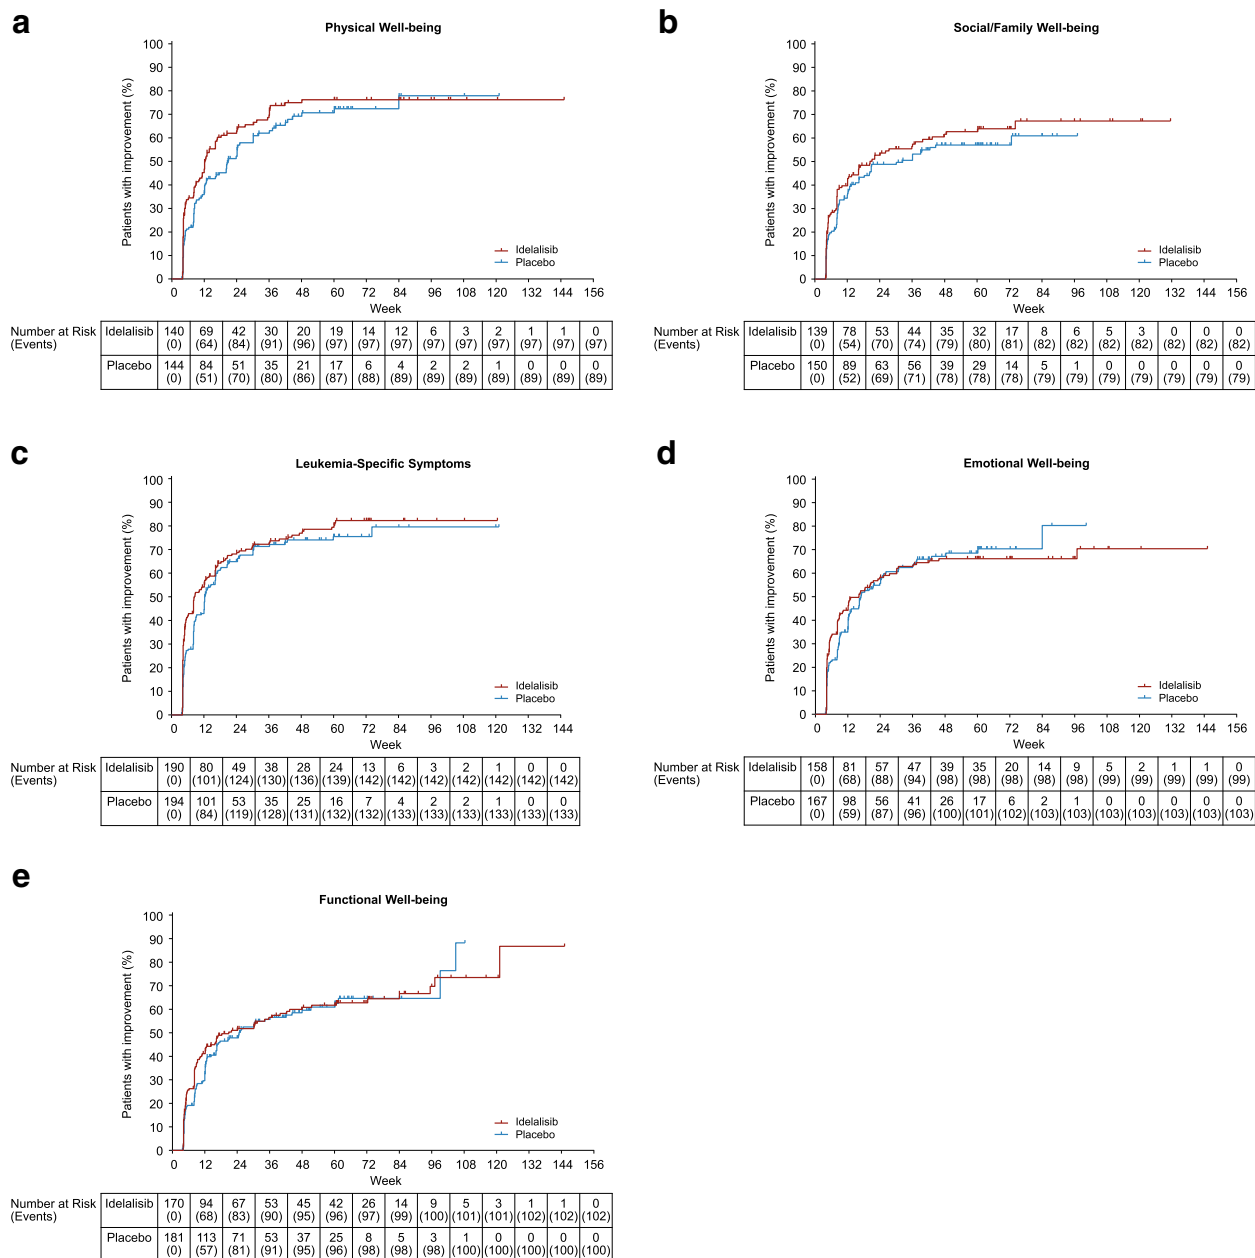 a
Physical Well-being
Patients with improvement (%)
100
90
80
70
60
50
40
30
20
10
0
Idelalisib
Placebo
0 12 24 36 48 60 72 84 96 108 120 132 144 156
Week
Number at Risk
(Events)
Idelalisib 140 69 42 30 20 19 14 12 6 3 2 1 1 0
(0) (64) (84) (91) (96) (97) (97) (97) (97) (97) (97) (97) (97) (97)
Placebo 144 84 51 35 21 17 6 4 2 2 1 0 0 0
(0) (51) (70) (80) (86) (87) (88) (89) (89) (89) (89) (89) (89) (89)
b
Social/Family Well-being
Patients with improvement (%)
100
90
80
70
60
50
40
30
20
10
0
Idelalisib
Placebo
0 12 24 36 48 60 72 84 96 108 120 132 144 156
Week
Number at Risk
(Events)
Idelalisib 139 78 53 44 35 32 17 8 6 5 3 0 0 0
(0) (54) (70) (74) (79) (80) (81) (82) (82) (82) (82) (82) (82) (82)
Placebo 150 89 63 56 39 29 14 5 1 0 0 0 0 0
(0) (52) (69) (71) (78) (78) (78) (79) (79) (79) (79) (79) (79) (79)
c
Leukemia-Specific Symptoms
Patients with improvement (%)
100
90
80
70
60
50
40
30
20
10
0
Idelalisib
Placebo
0 12 24 36 48 60 72 84 96 108 120 132 144
Week
Number at Risk
(Events)
Idelalisib 190 80 49 38 28 24 13 6 3 2 1 0 0
(0) (101) (124) (130) (136) (139) (142) (142) (142) (142) (142) (142) (142)
Placebo 194 101 53 35 25 16 7 4 2 2 1 0 0
(0) (84) (119) (128) (131) (132) (132) (133) (133) (133) (133) (133) (133)
d
Emotional Well-being
Patients with improvement (%)
100
90
80
70
60
50
40
30
20
10
0
Idelalisib
Placebo
0 12 24 36 48 60 72 84 96 108 120 132 144 156
Week
Number at Risk
(Events)
Idelalisib 158 81 57 47 39 35 20 14 9 5 2 1 1 0
(0) (68) (88) (94) (98) (98) (98) (98) (98) (99) (99) (99) (99) (99)
Placebo 167 98 56 41 26 17 6 2 1 0 0 0 0 0
(0) (59) (87) (96) (100) (101) (102) (103) (103) (103) (103) (103) (103) (103)
e
Functional Well-being
Patients with improvement (%)
100
90
80
70
60
50
40
30
20
10
0
Idelalisib
Placebo
0 12 24 36 48 60 72 84 96 108 120 132 144 156
Week
Number at Risk
(Events)
Idelalisib 170 94 67 53 45 42 26 14 9 5 3 1 1 0
(0) (68) (83) (90) (95) (96) (97) (99) (100) (101) (101) (102) (102) (102)
Placebo 181 113 71 53 37 25 8 5 3 1 0 0 0 0
(0) (57) (81) (91) (95) (96) (98) (98) (98) (100) (100) (100) (100) (100)